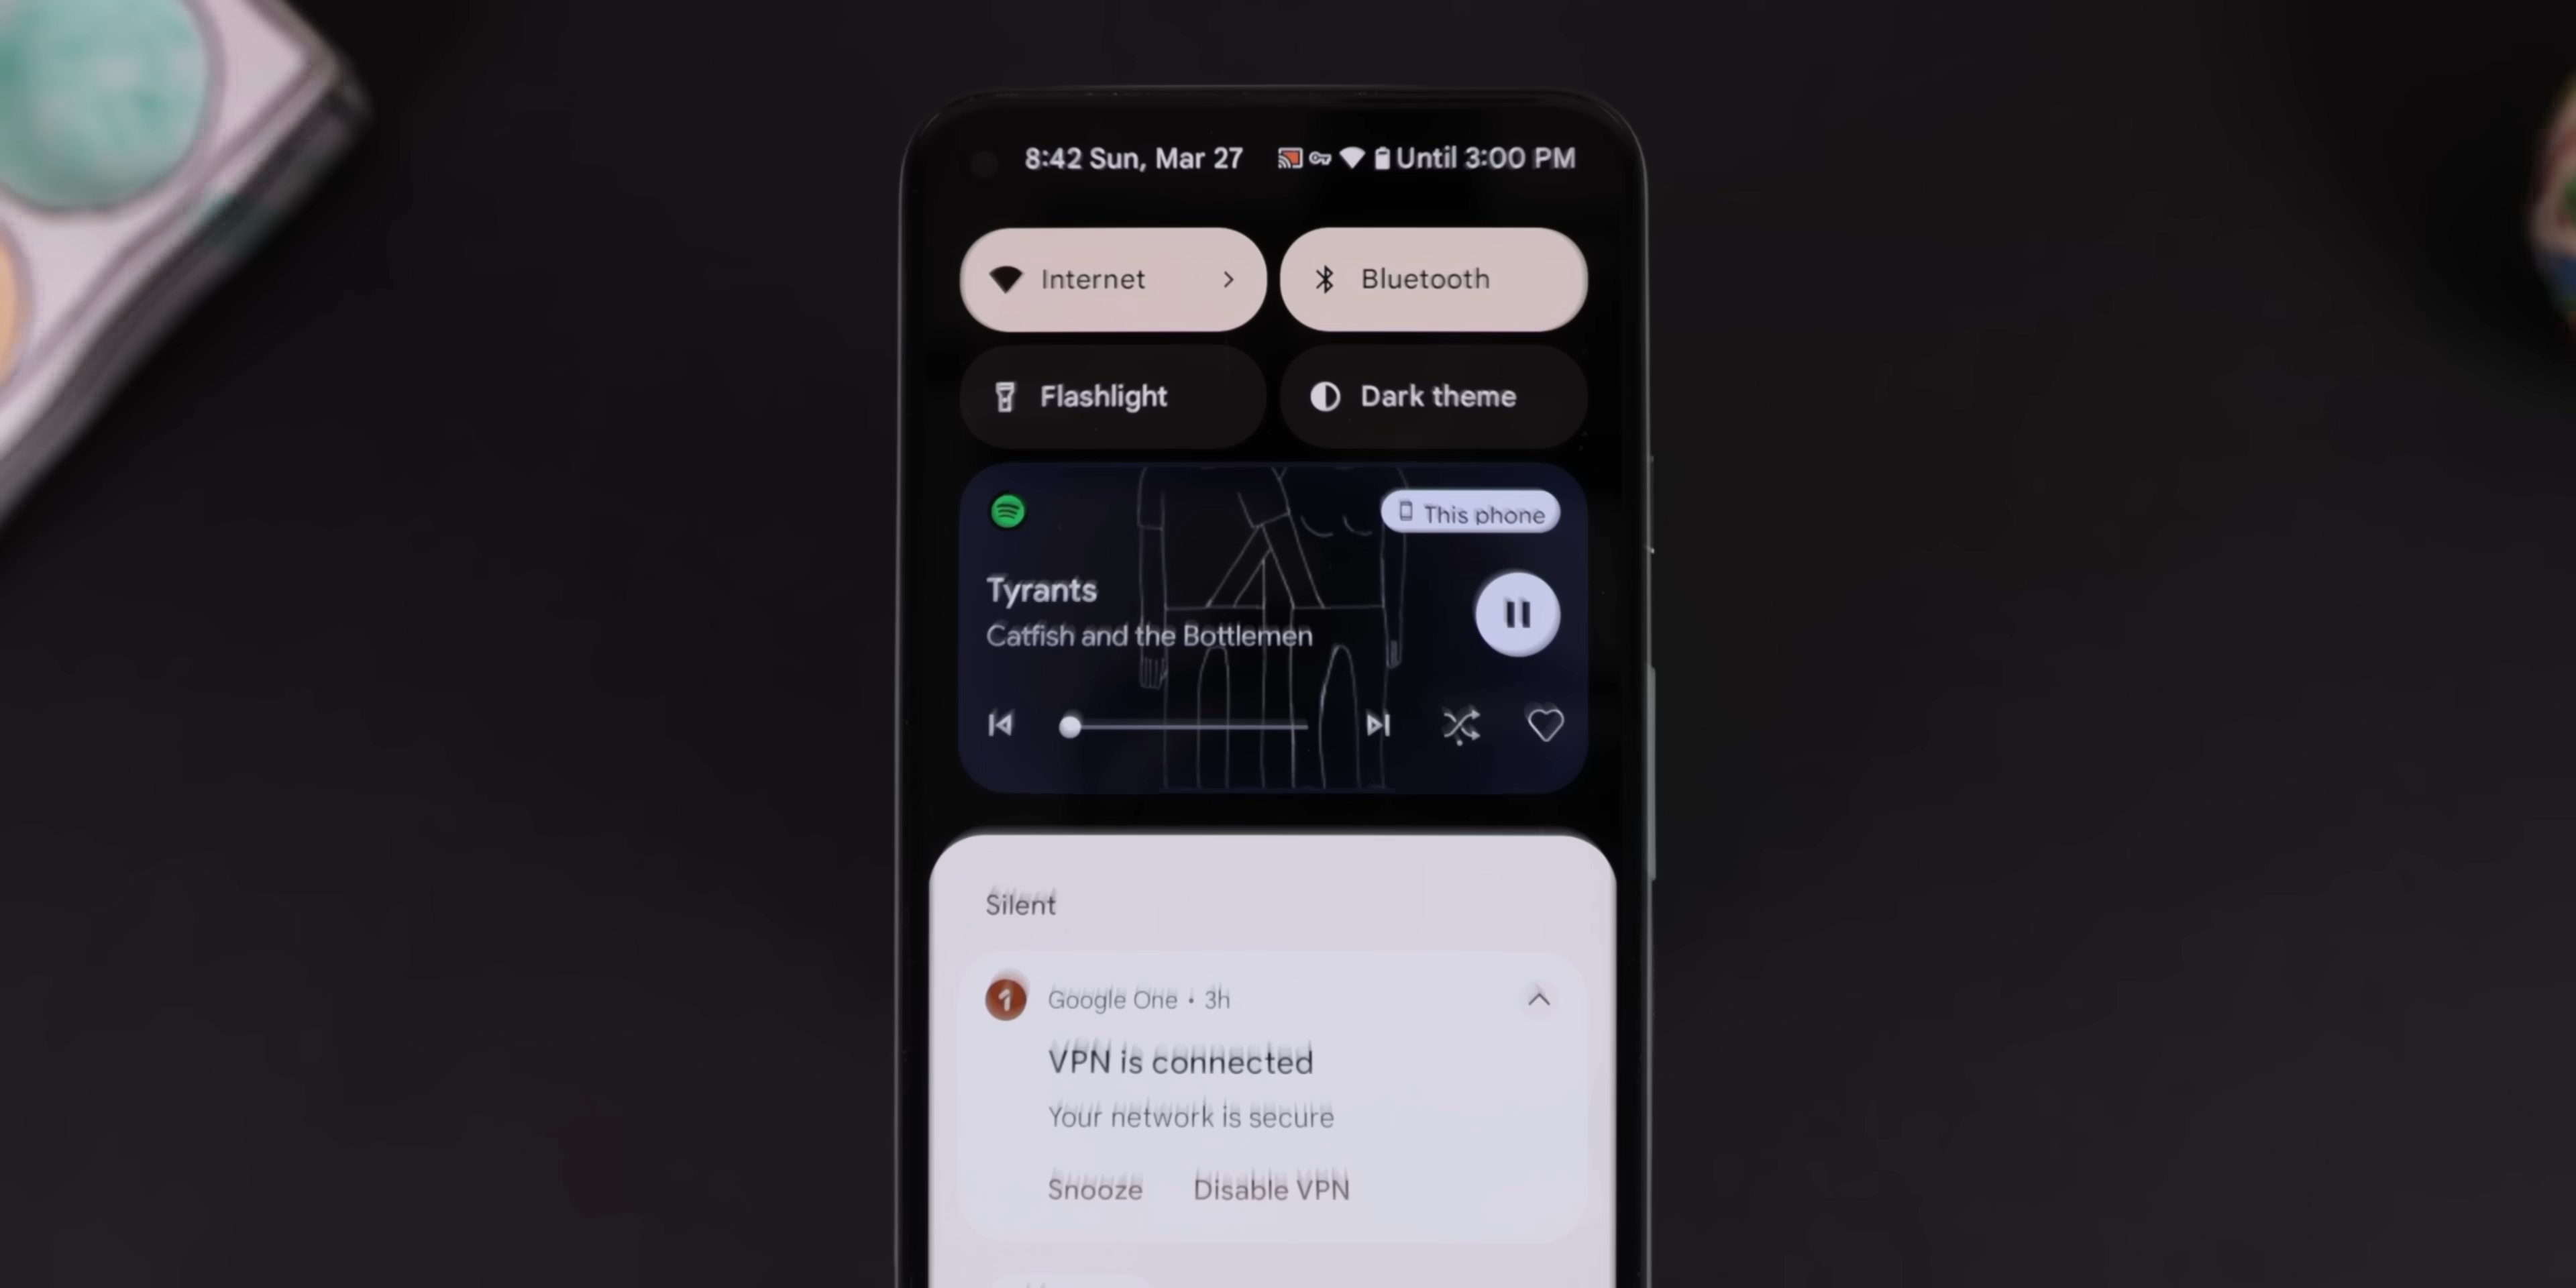 8:42 Sun, Mar 27 Until 3:00 PM
Internet Bluetooth
Flashlight Dark theme
This phone
Tyrants
Catfish and the Bottlemen
Silent
Google One • 3h
VPN is connected
Your network is secure
Snooze Disable VPN